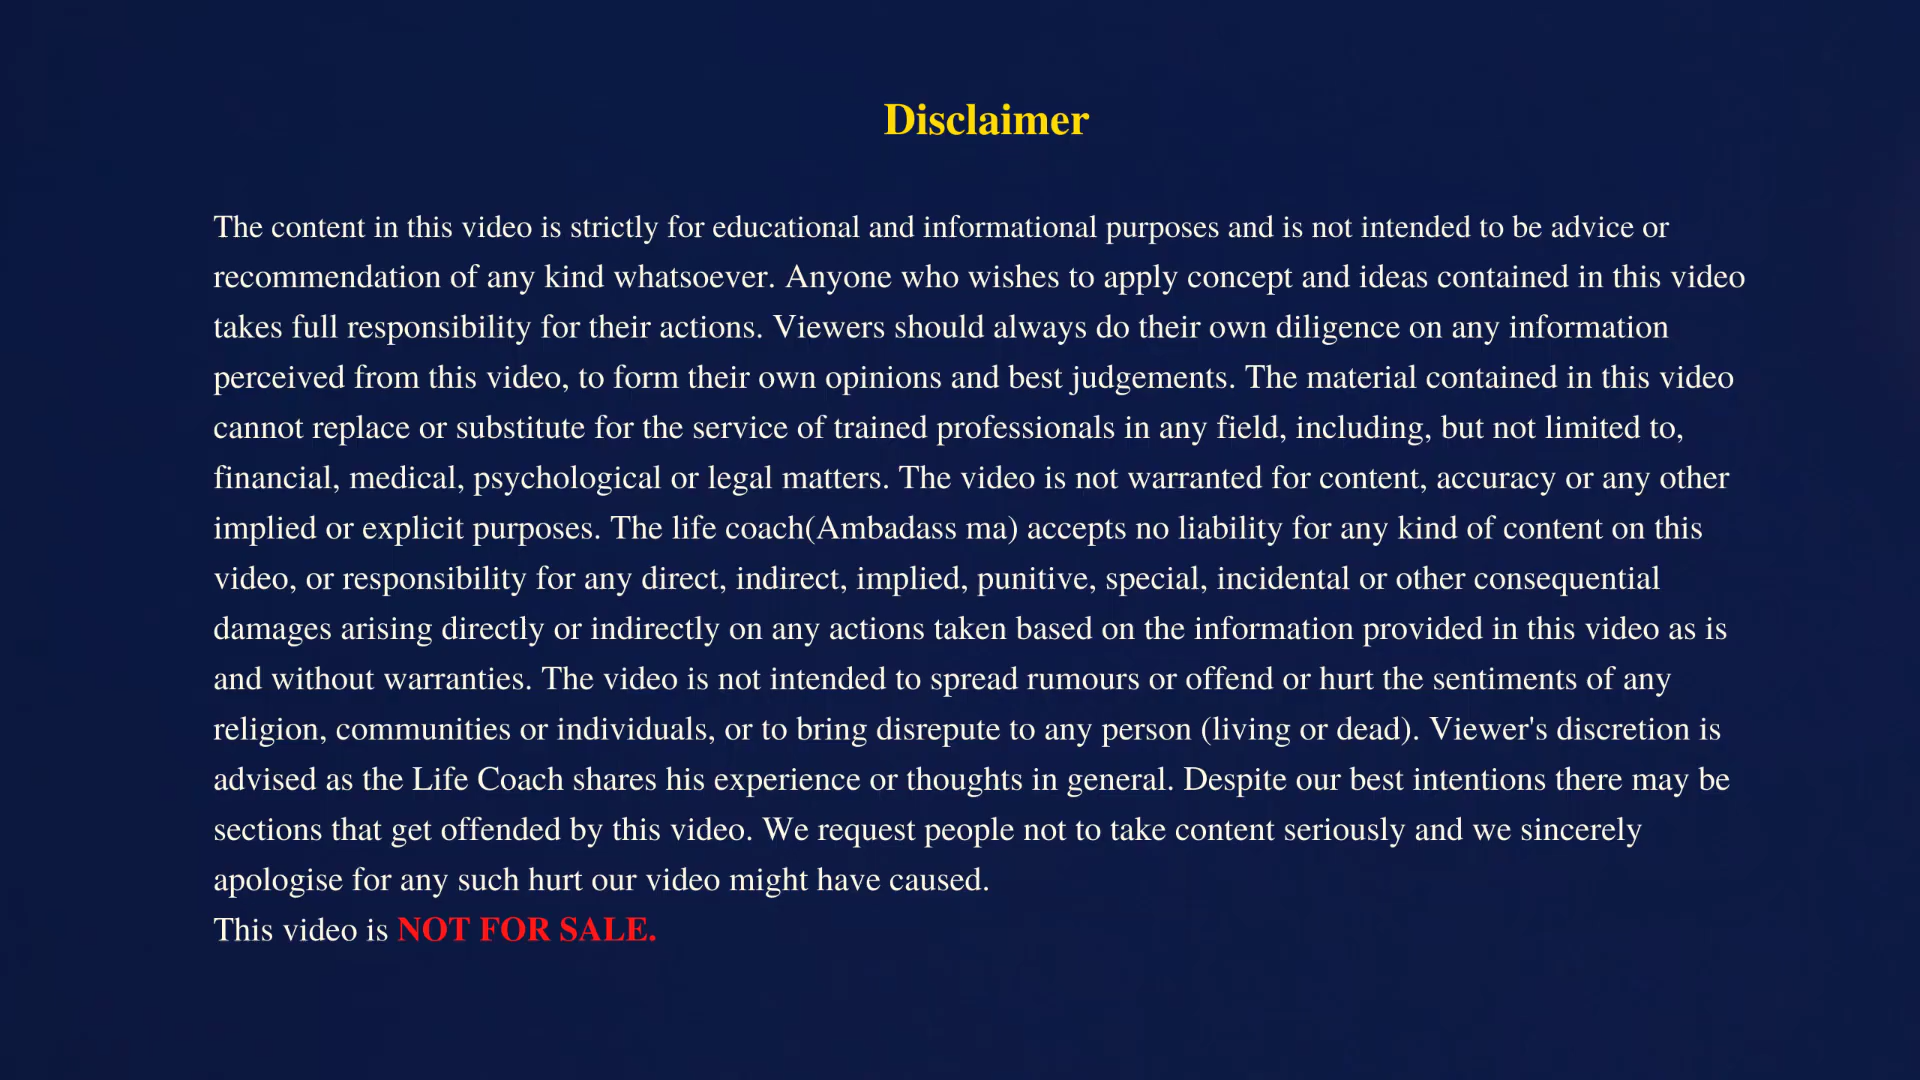 Disclaimer
The content in this video is strictly for educational and informational purposes and is not intended to be advice or
recommendation of any kind whatsoever. Anyone who wishes to apply concept and ideas contained in this video
takes full responsibility for their actions. Viewers should always do their own diligence on any information
perceived from this video, to form their own opinions and best judgements. The material contained in this video
cannot replace or substitute for the service of trained professionals in any field, including, but not limited to,
financial, medical, psychological or legal matters. The video is not warranted for content, accuracy or any other
implied or explicit purposes. The life coach(Ambadass ma) accepts no liability for any kind of content on this
video, or responsibility for any direct, indirect, implied, punitive, special, incidental or other consequential
damages arising directly or indirectly on any actions taken based on the information provided in this video as is
and without warranties. The video is not intended to spread rumours or offend or hurt the sentiments of any
religion, communities or individuals, or to bring disrepute to any person (living or dead). Viewer's discretion is
advised as the Life Coach shares his experience or thoughts in general. Despite our best intentions there may be
sections that get offended by this video. We request people not to take content seriously and we sincerely
apologise for any such hurt our video might have caused.
This video is NOT FOR SALE.